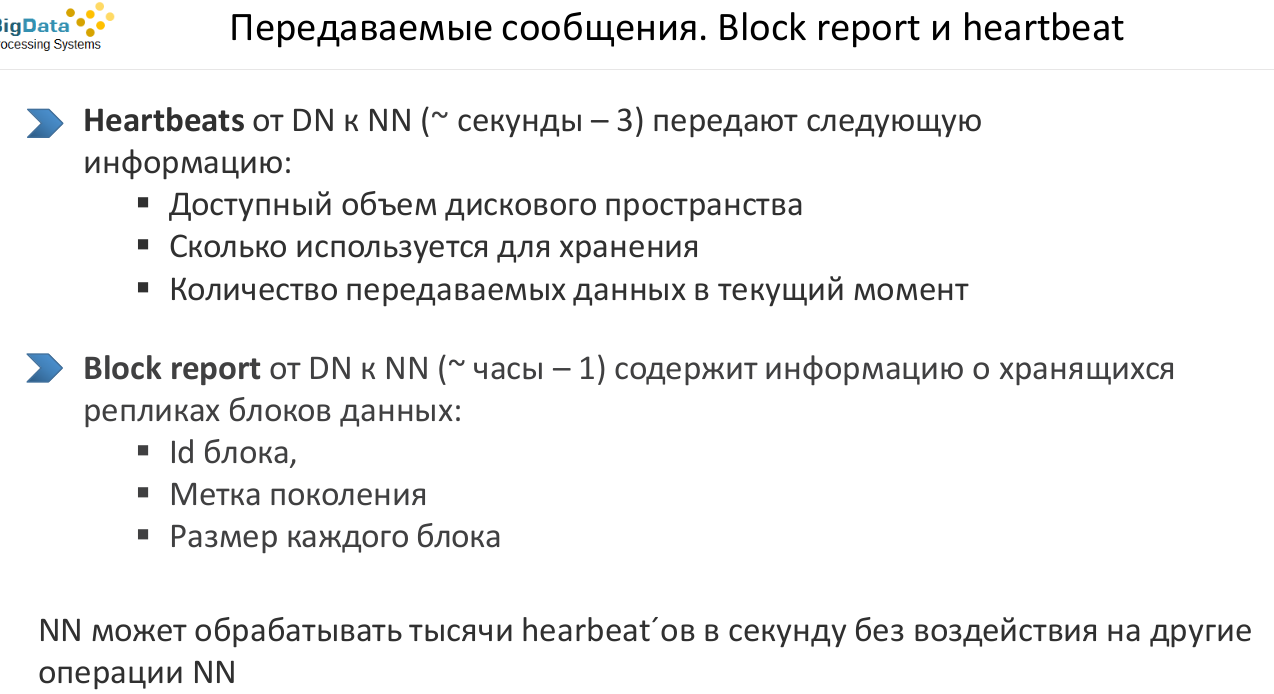 BigData
Передаваемые сообщения. Block report и heartbeat
ocessing Systems
Heartbeats от DN к NN (~ секунды – 3) передают следующую
информацию:
▪ Доступный объем дискового пространства
▪ Сколько используется для хранения
▪ Количество передаваемых данных в текущий момент
Block report от DN к NN (~ часы – 1) содержит информацию о хранящихся
репликах блоков данных:
▪ Id блока,
▪ Метка поколения
▪ Размер каждого блока
NN может обрабатывать тысячи hearbeat´ов в секунду без воздействия на другие
операции NN